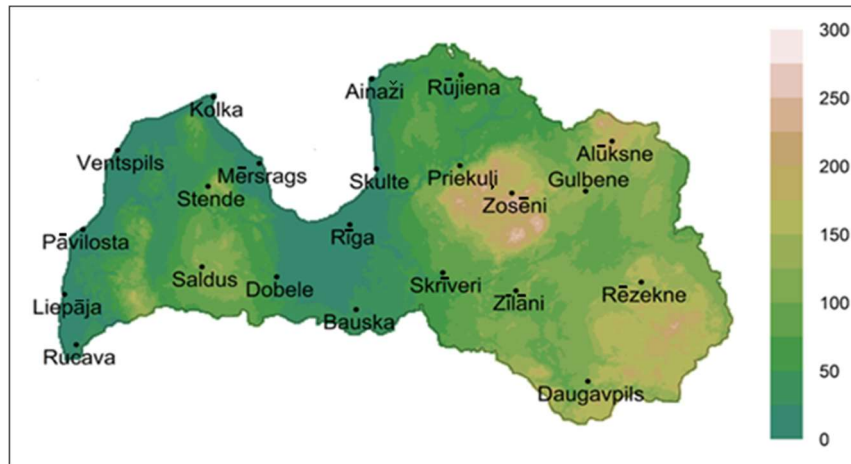 300
Ainaži
Rūjiena
Kolka
250
Alūksne
Ventspils
Mērsrags
Skulte
Priekuļi
Gulbene
200
Stende
Zosēni
Pāvilosta
Rīga
150
Saldus
Dobele
Skrīveri
Zīlāni
Rēzekne
Liepāja
100
Bauska
Rucava
50
Daugavpils
0